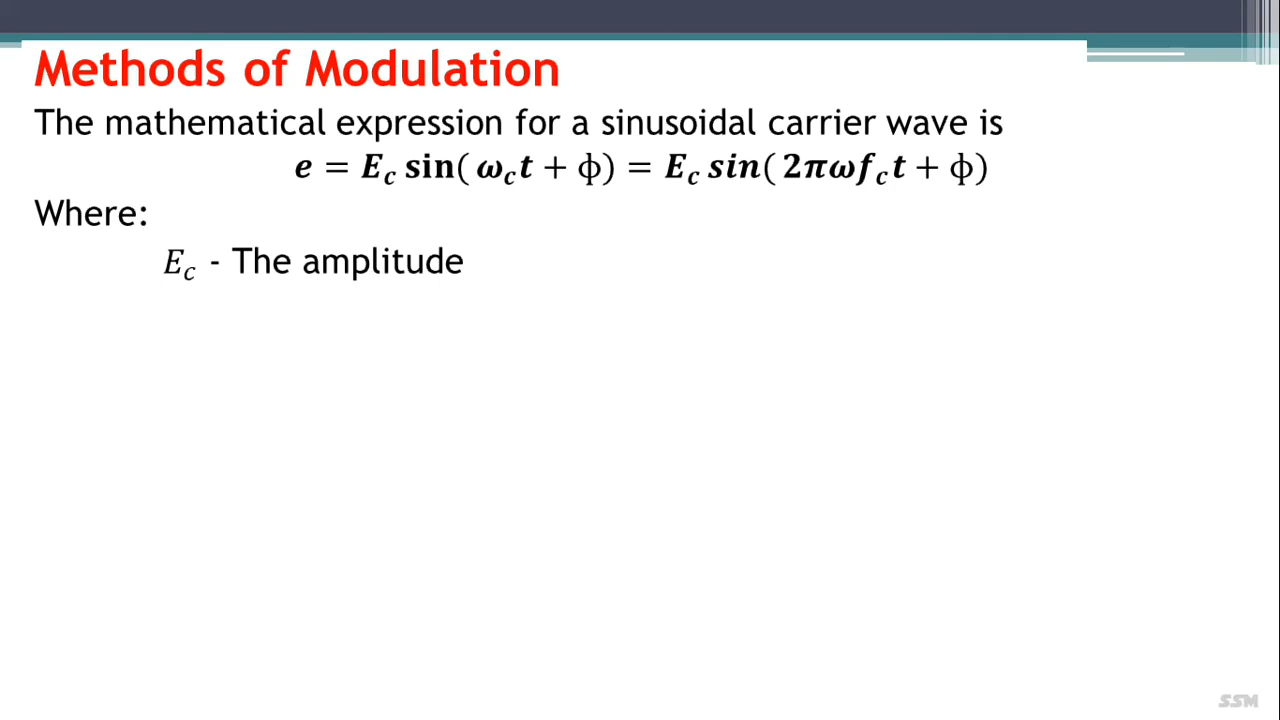 Methods of Modulation
The mathematical expression for a sinusoidal carrier wave is
e = E_c sin( ω_c t + ф) = E_c sin( 2πωf_c t + ф)
Where:
E_c - The amplitude
SSM